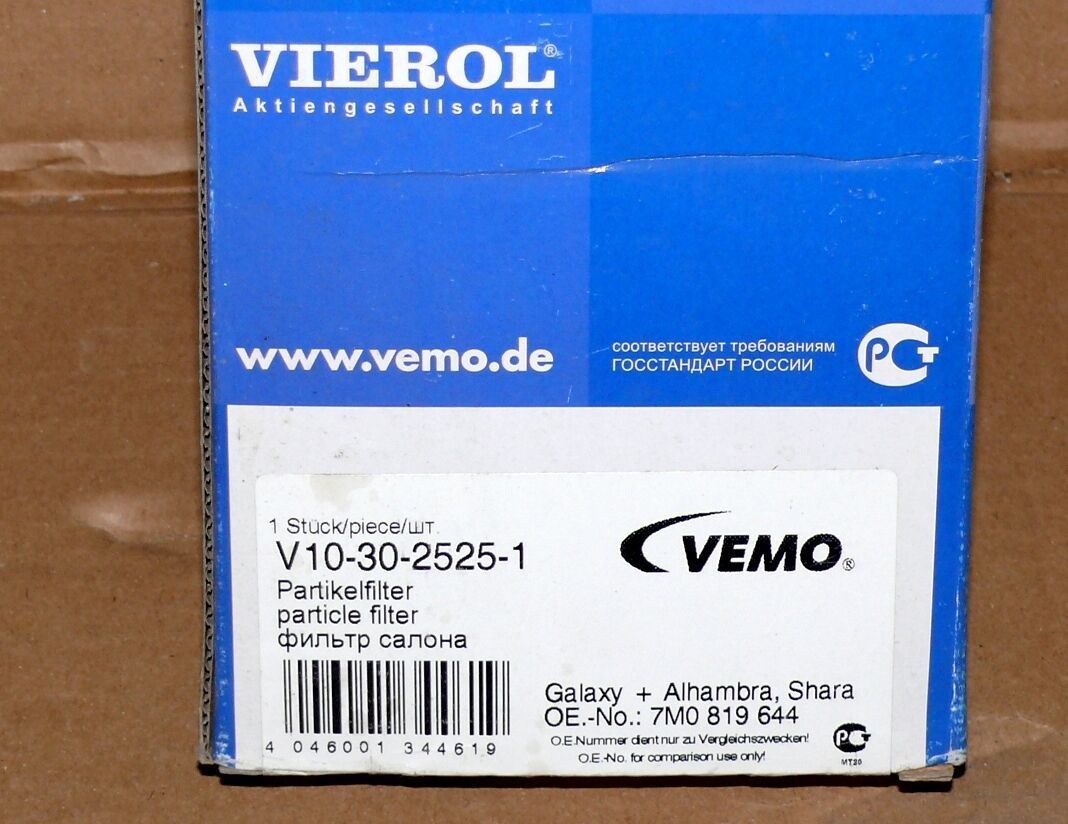 VIEROL®
Aktiengesellschaft
www.vemo.de
соответствует требованиям
ГОССТАНДАРТ РОССИИ
РСТ
1 Stück/piece/шт.
V10-30-2525-1
Partikelfilter
particle filter
фильтр салона
VEMO®
4 046001 344619
Galaxy + Alhambra, Shara
OE.-No.: 7M0 819 644
O.E.Nummer dient nur zu Vergleichszwecken!
O.E.-No. for comparison use only!
РСТ
MT20